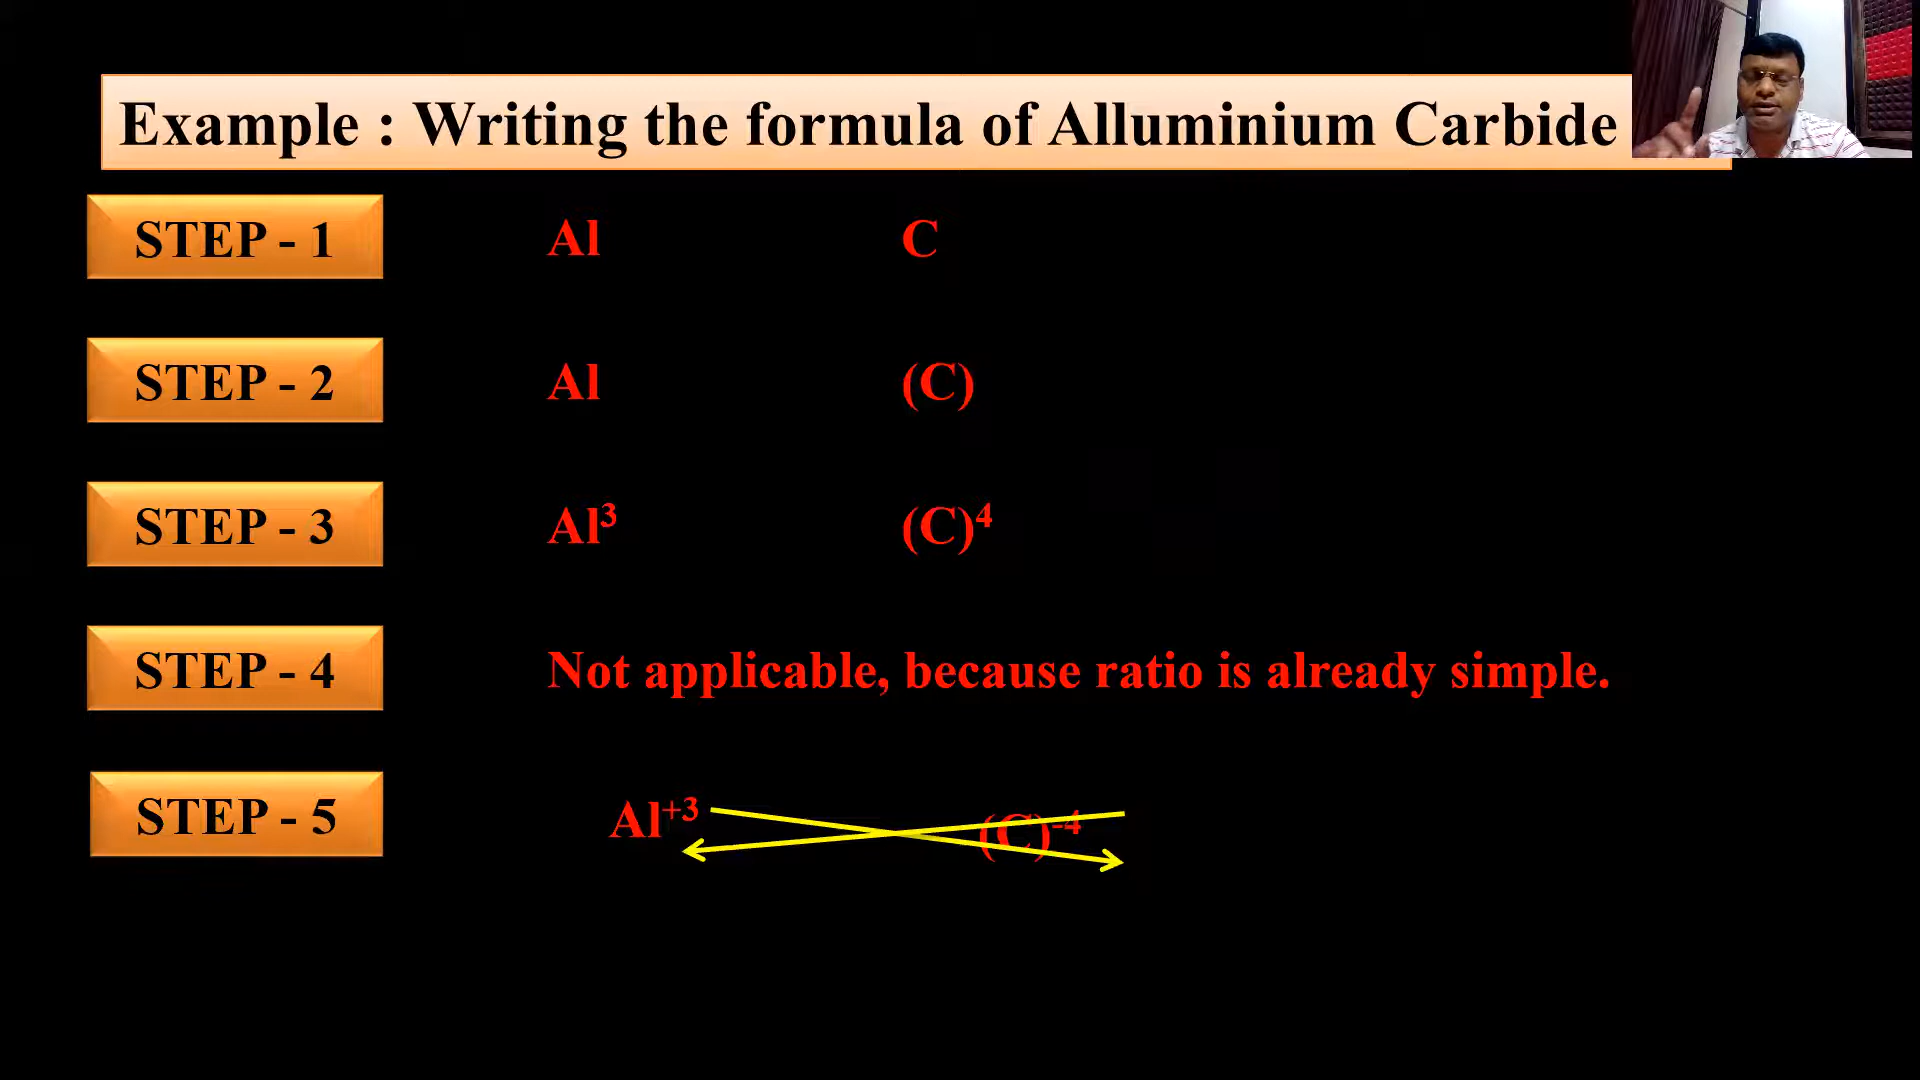 Example : Writing the formula of Alluminium Carbide
STEP - 1 Al C
STEP - 2 Al (C)
STEP - 3 Al³ (C)⁴
STEP - 4 Not applicable, because ratio is already simple.
STEP - 5 Al⁺³ (C)⁻⁴